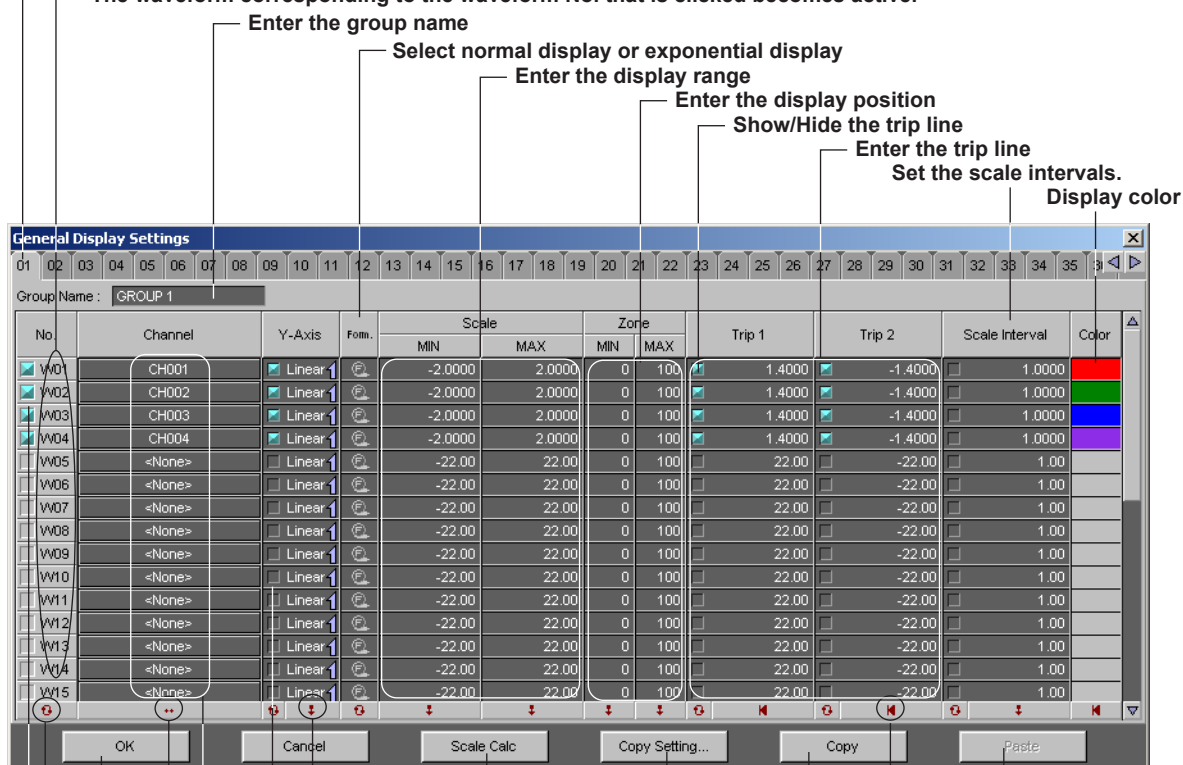 The waveform corresponding to the waveform No. that is clicked becomes active.
Enter the group name
Select normal display or exponential display
Enter the display range
Enter the display position
Show/Hide the trip line
Enter the trip line
Set the scale intervals.
Display color
General Display Settings
01 02 03 04 05 06 07 08 09 10 11 12 13 14 15 16 17 18 19 20 21 22 23 24 25 26 27 28 29 30 31 32 33 34 35
Group Name : GROUP 1
No. Channel Y-Axis Form. Scale Zone Trip 1 Trip 2 Scale Interval Color
MIN MAX MIN MAX
W01 CH001 Linear F -2.0000 2.0000 0 100 1.4000 -1.4000 1.0000
W02 CH002 Linear F -2.0000 2.0000 0 100 1.4000 -1.4000 1.0000
W03 CH003 Linear F -2.0000 2.0000 0 100 1.4000 -1.4000 1.0000
W04 CH004 Linear F -2.0000 2.0000 0 100 1.4000 -1.4000 1.0000
W05 <None> Linear F -22.00 22.00 0 100 22.00 -22.00 1.00
W06 <None> Linear F -22.00 22.00 0 100 22.00 -22.00 1.00
W07 <None> Linear F -22.00 22.00 0 100 22.00 -22.00 1.00
W08 <None> Linear F -22.00 22.00 0 100 22.00 -22.00 1.00
W09 <None> Linear F -22.00 22.00 0 100 22.00 -22.00 1.00
W10 <None> Linear F -22.00 22.00 0 100 22.00 -22.00 1.00
W11 <None> Linear F -22.00 22.00 0 100 22.00 -22.00 1.00
W12 <None> Linear F -22.00 22.00 0 100 22.00 -22.00 1.00
W13 <None> Linear F -22.00 22.00 0 100 22.00 -22.00 1.00
W14 <None> Linear F -22.00 22.00 0 100 22.00 -22.00 1.00
W15 <None> Linear F -22.00 22.00 0 100 22.00 -22.00 1.00
OK Cancel Scale Calc Copy Setting... Copy Paste